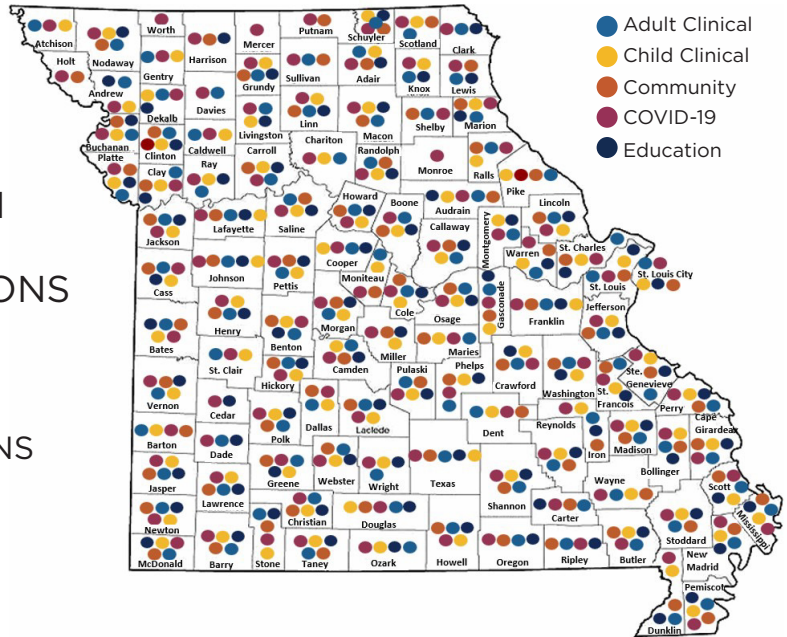 Adult Clinical
Child Clinical
Community
COVID-19
Education
ONS
NS
Atchison
Worth
Putnam
Schuyler
Scotland
Clark
Nodaway
Harrison
Mercer
Holt
Gentry
Sullivan
Adair
Grundy
Knox
Lewis
Andrew
Daviess
Dekalb
Linn
Macon
Shelby
Marion
Livingston
Buchanan
Clinton
Caldwell
Chariton
Randolph
Monroe
Ralls
Platte
Ray
Carroll
Clay
Pike
Howard
Boone
Audrain
Lincoln
Jackson
Lafayette
Saline
Callaway
Montgomery
Warren
St. Charles
Cooper
St. Louis City
St. Louis
Cass
Johnson
Pettis
Moniteau
Cole
Osage
Gasconade
Franklin
Jefferson
Henry
Morgan
Bates
Benton
Miller
Maries
St. Clair
Camden
Pulaski
Phelps
Crawford
Washington
Ste.
Genevieve
St.
Francois
Hickory
Vernon
Perry
Cedar
Dallas
Laclede
Dent
Reynolds
Cape
Girardeau
Polk
Iron
Madison
Barton
Dade
Bollinger
Jasper
Greene
Webster
Wright
Texas
Wayne
Scott
Lawrence
Shannon
Christian
Carter
Mississippi
Newton
Douglas
Stoddard
McDonald
Barry
Stone
Taney
Ozark
Howell
Oregon
Ripley
Butler
New
Madrid
Pemiscot
Dunklin